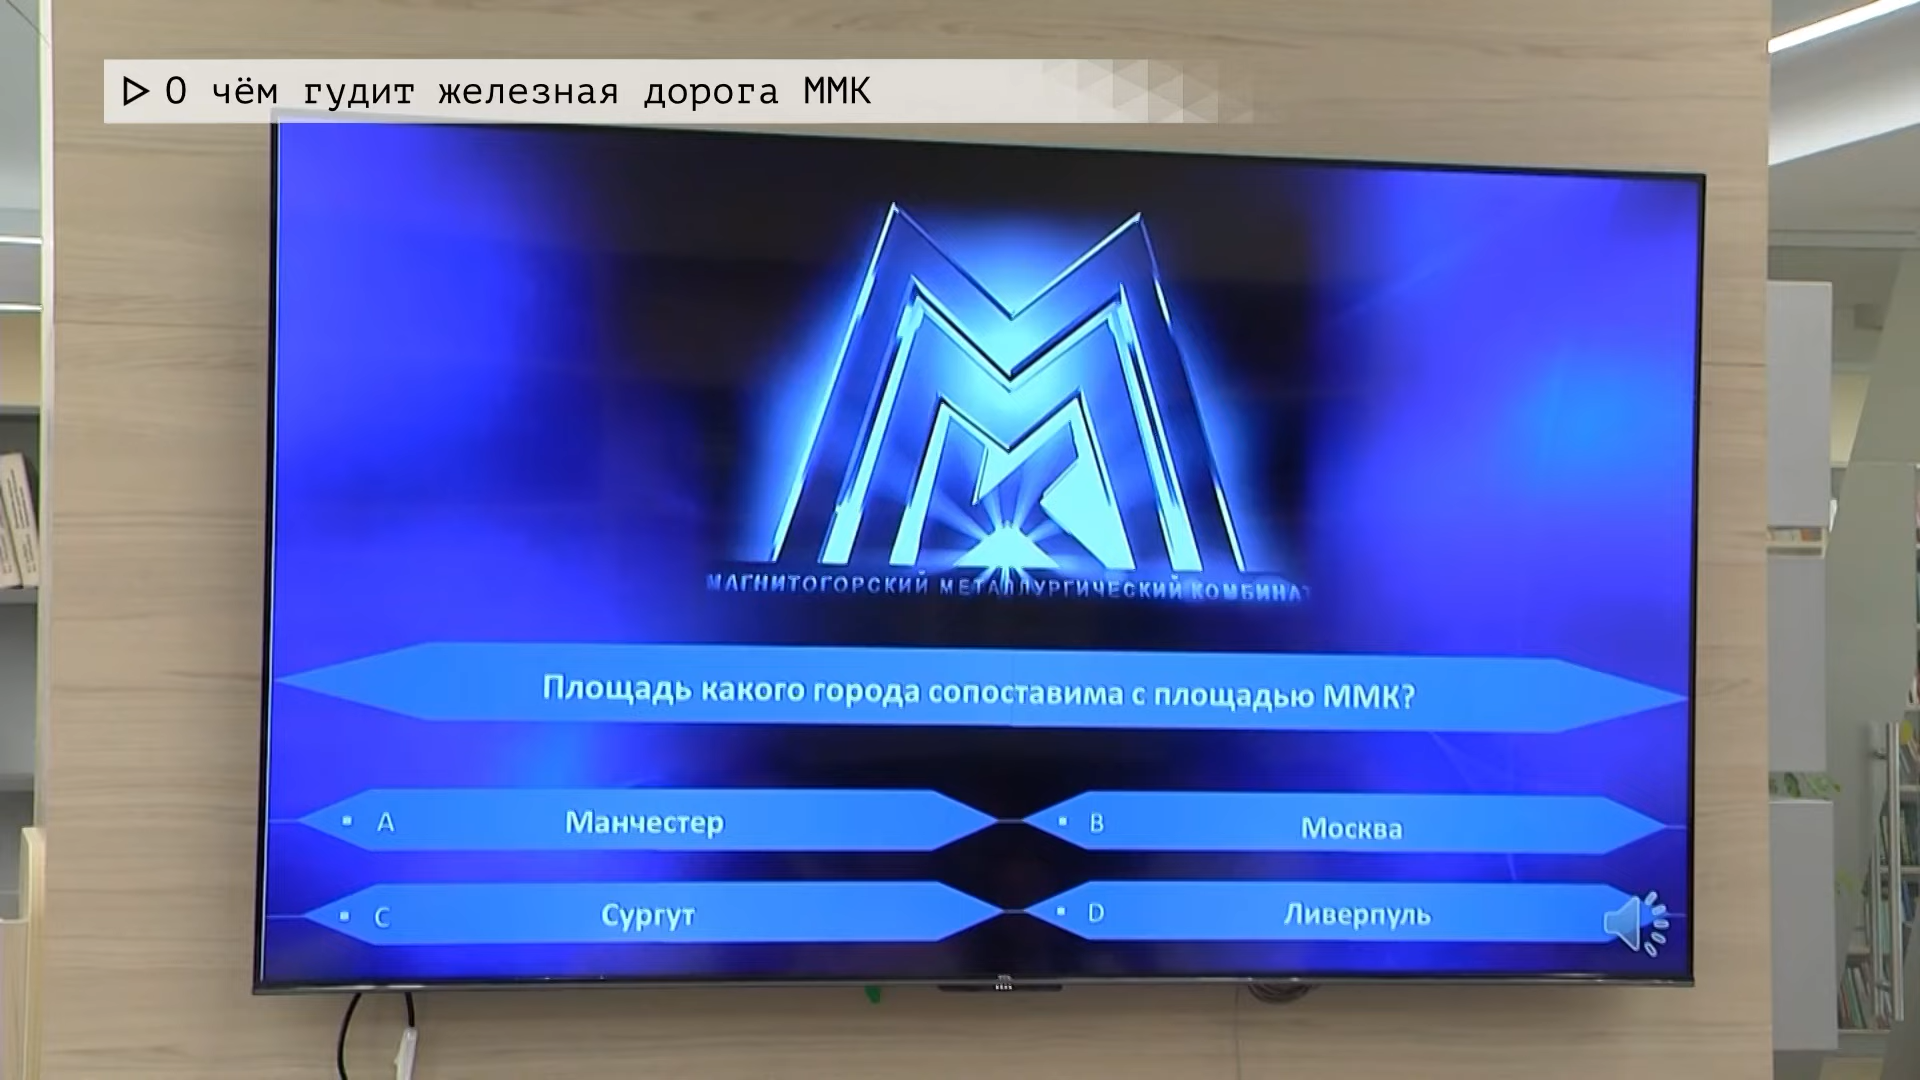 О чём гудит железная дорога ММК
МАГНИТОГОРСКИЙ МЕТАЛЛУРГИЧЕСКИЙ КОМБИНАТ
Площадь какого города сопоставима с площадью ММК?
A Манчестер
B Москва
C Сургут
D Ливерпуль